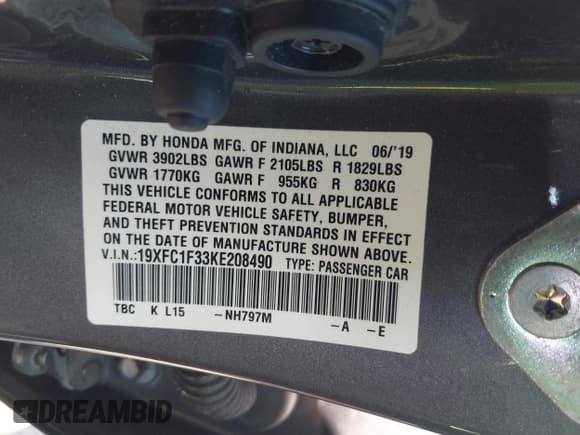 MFD. BY HONDA MFG. OF INDIANA, LLC 06/'19
GVWR 3902LBS GAWR F 2105LBS R 1829LBS
GVWR 1770KG GAWR F 955KG R 830KG
THIS VEHICLE CONFORMS TO ALL APPLICABLE
FEDERAL MOTOR VEHICLE SAFETY, BUMPER,
AND THEFT PREVENTION STANDARDS IN EFFECT
ON THE DATE OF MANUFACTURE SHOWN ABOVE.
V.I.N.:19XFC1F33KE208490 TYPE: PASSENGER CAR
TBC K L15 -NH797M -A -E
DREAMBID